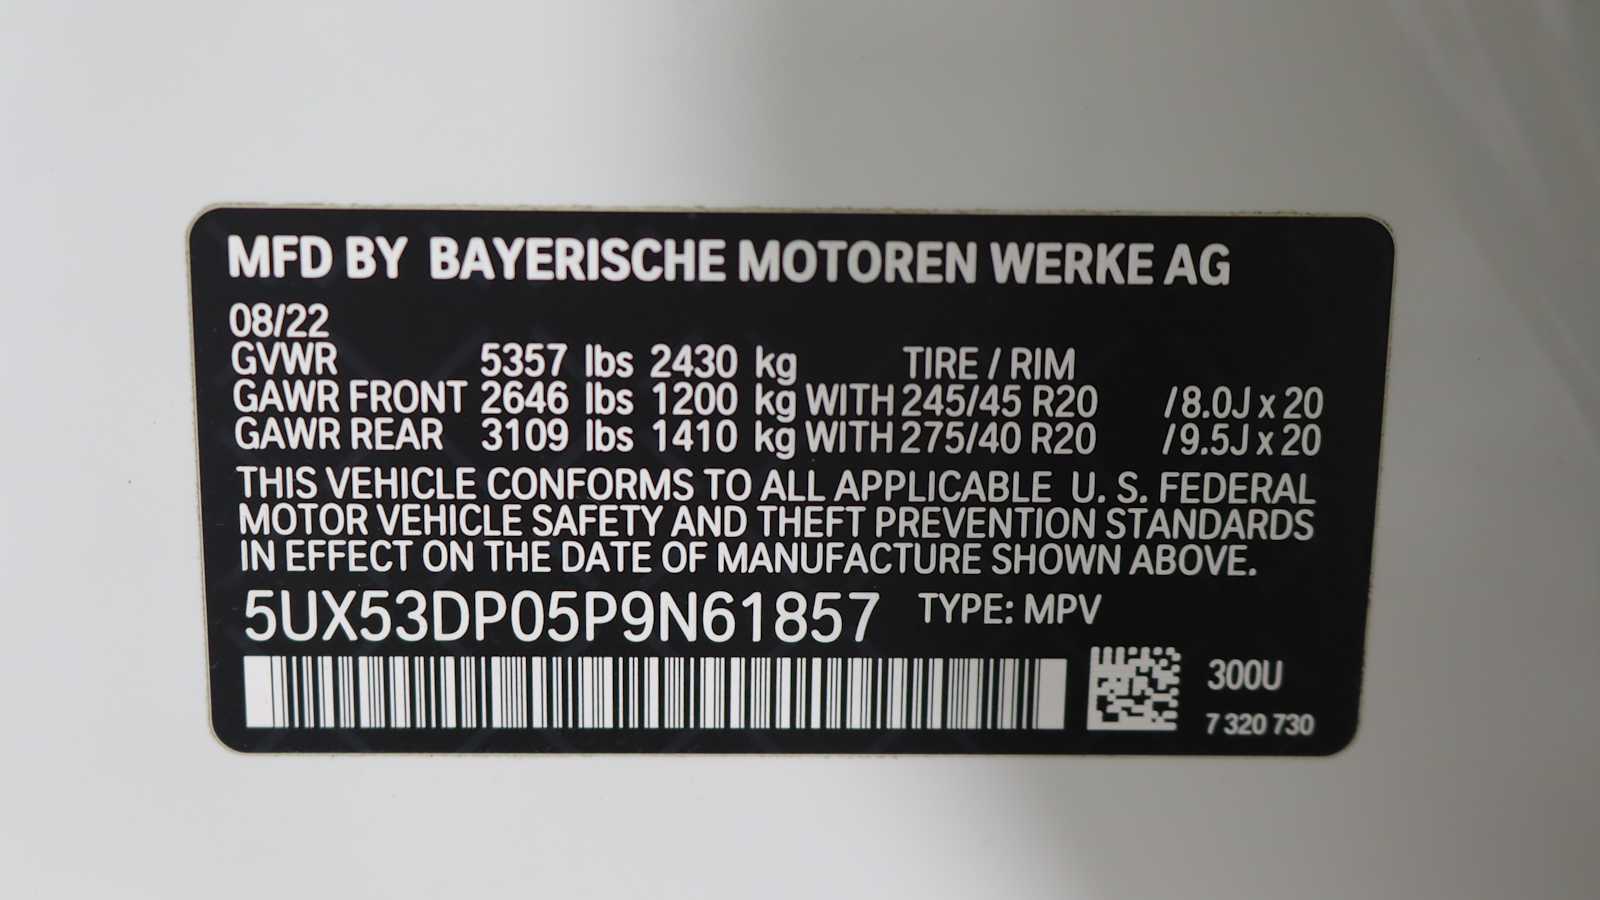 MFD BY BAYERISCHE MOTOREN WERKE AG
08/22
GVWR 5357 lbs 2430 kg TIRE / RIM
GAWR FRONT 2646 lbs 1200 kg WITH 245/45 R20 /8.0J x 20
GAWR REAR 3109 lbs 1410 kg WITH 275/40 R20 /9.5J x 20
THIS VEHICLE CONFORMS TO ALL APPLICABLE U. S. FEDERAL
MOTOR VEHICLE SAFETY AND THEFT PREVENTION STANDARDS
IN EFFECT ON THE DATE OF MANUFACTURE SHOWN ABOVE.
5UX53DP05P9N61857 TYPE: MPV
300U
7 320 730